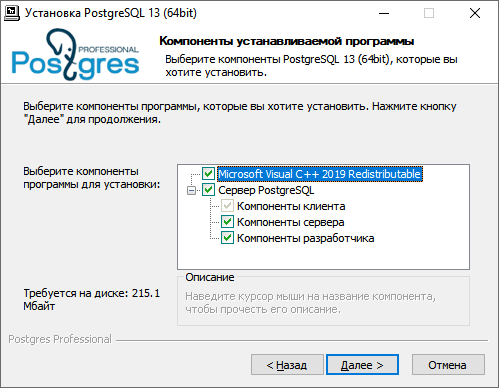 Установка PostgreSQL 13 (64bit)
PROFESSIONAL
Postgres
Компоненты устанавливаемой программы
Выберите компоненты PostgreSQL 13 (64bit), которые вы
хотите установить.
Выберите компоненты программы, которые вы хотите установить. Нажмите кнопку
"Далее" для продолжения.
Выберите компоненты
программы для установки:
Microsoft Visual C++ 2019 Redistributable
Сервер PostgreSQL
Компоненты клиента
Компоненты сервера
Компоненты разработчика
Требуется на диске: 215.1
Мбайт
Описание
Наведите курсор мыши на название компонента,
чтобы прочесть его описание.
Postgres Professional
< Назад
Далее >
Отмена